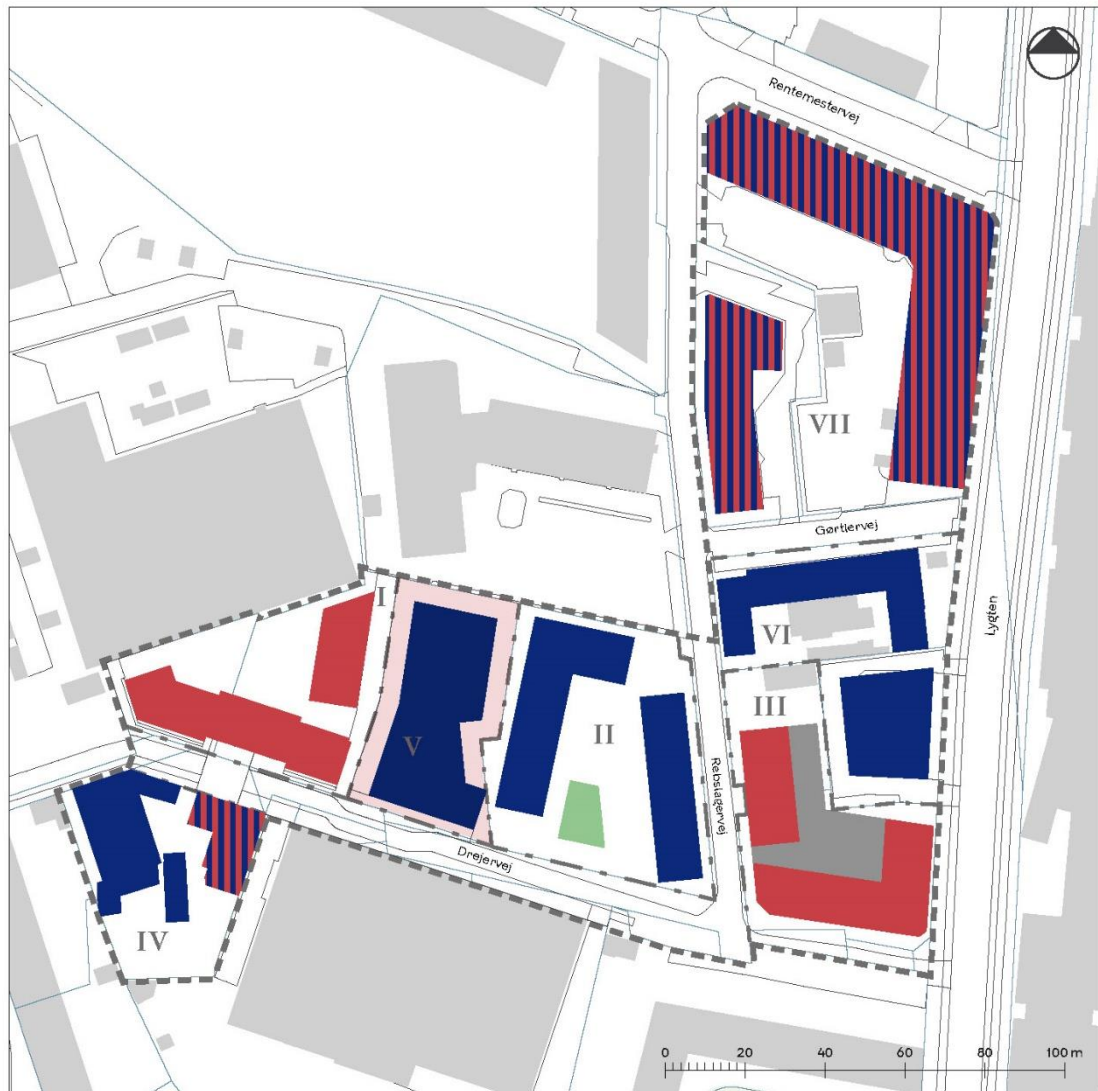 Rentemestervej
VII
Gørtlervej
Lygten
I
VI
III
V
II
Rebslagervej
Drejervej
IV
0 20 40 60 80 100 m